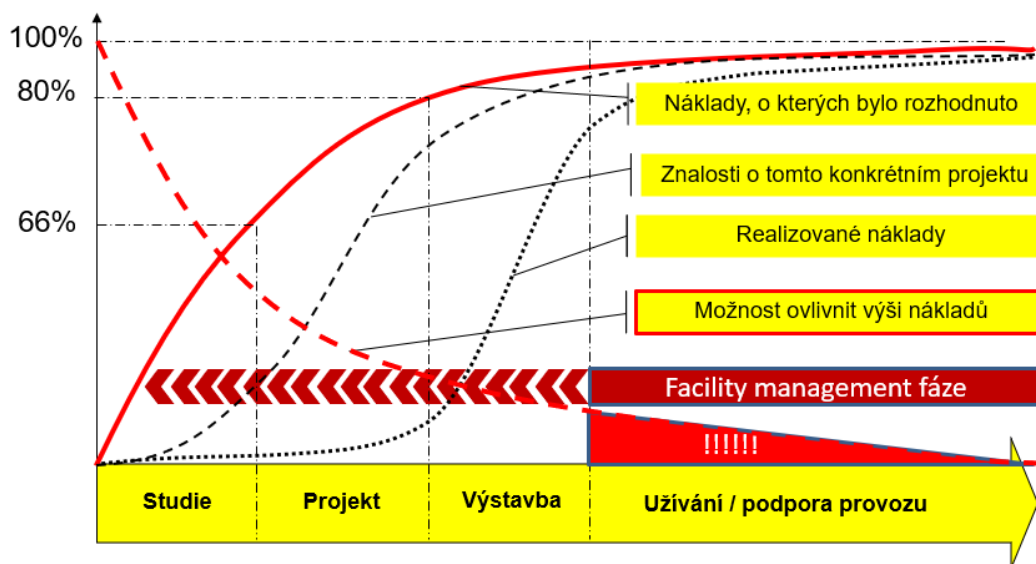 100%
80%
66%
Náklady, o kterých bylo rozhodnuto
Znalosti o tomto konkrétním projektu
Realizované náklady
Možnost ovlivnit výši nákladů
Facility management fáze
!!!!!!
Studie
Projekt
Výstavba
Užívání / podpora provozu